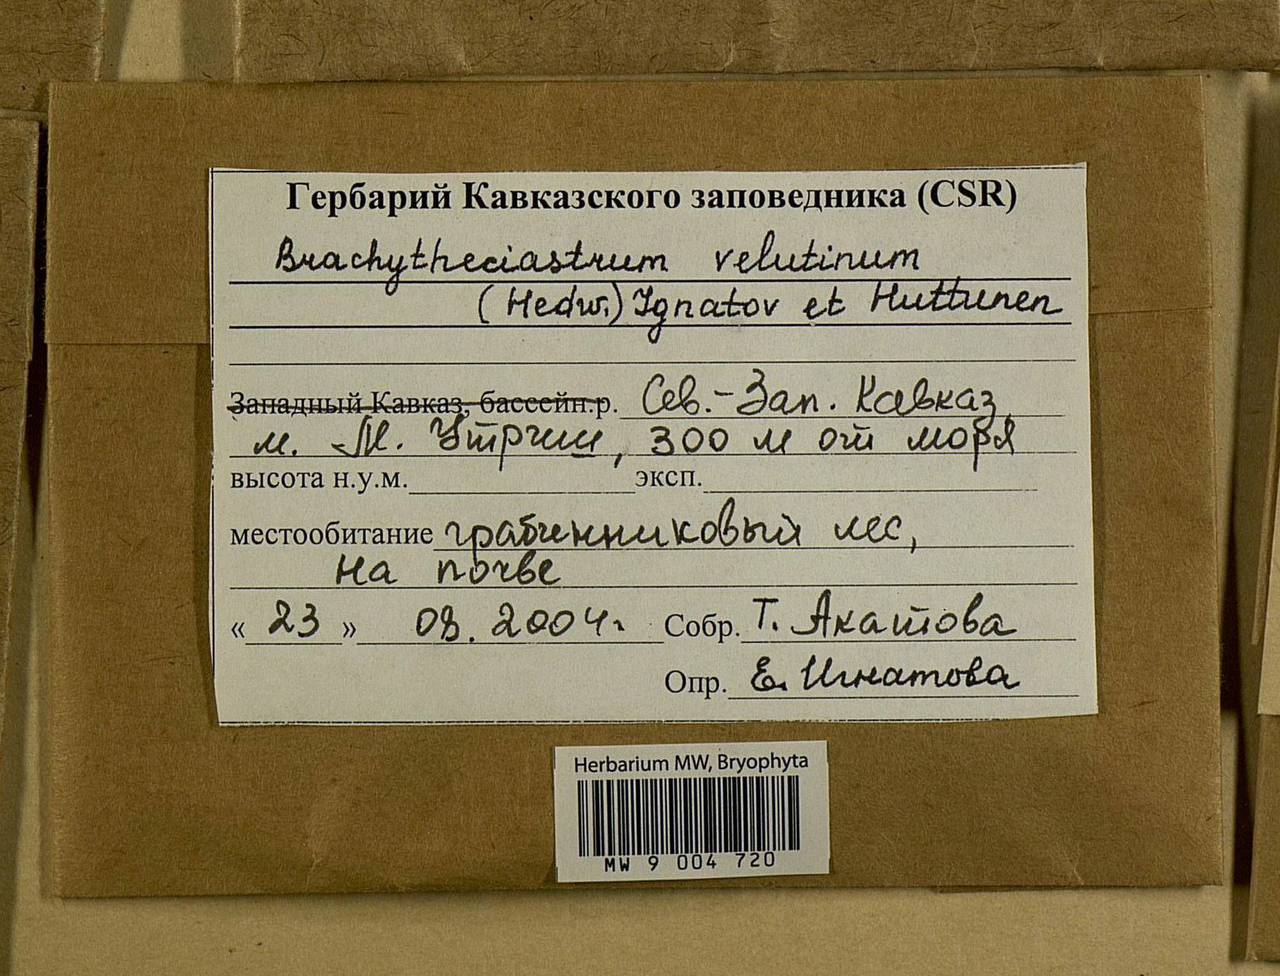 Гербарий Кавказского заповедника (CSR)
Brachytheciastrum velutinum
(Hedw.) Ignatov et Huttunen
Западный Кавказ, бассейн.р. Сев.-Зап. Кавказ,
м. М. Утриш, 300 м от моря
высота н.у.м. экcп.
местообитание грабинниковый лес,
на почве
« 23 » 08. 2004г. Собр. Т. Акатова
Опр. Е. Игнатова
Herbarium MW, Bryophyta
MW 9 004 720